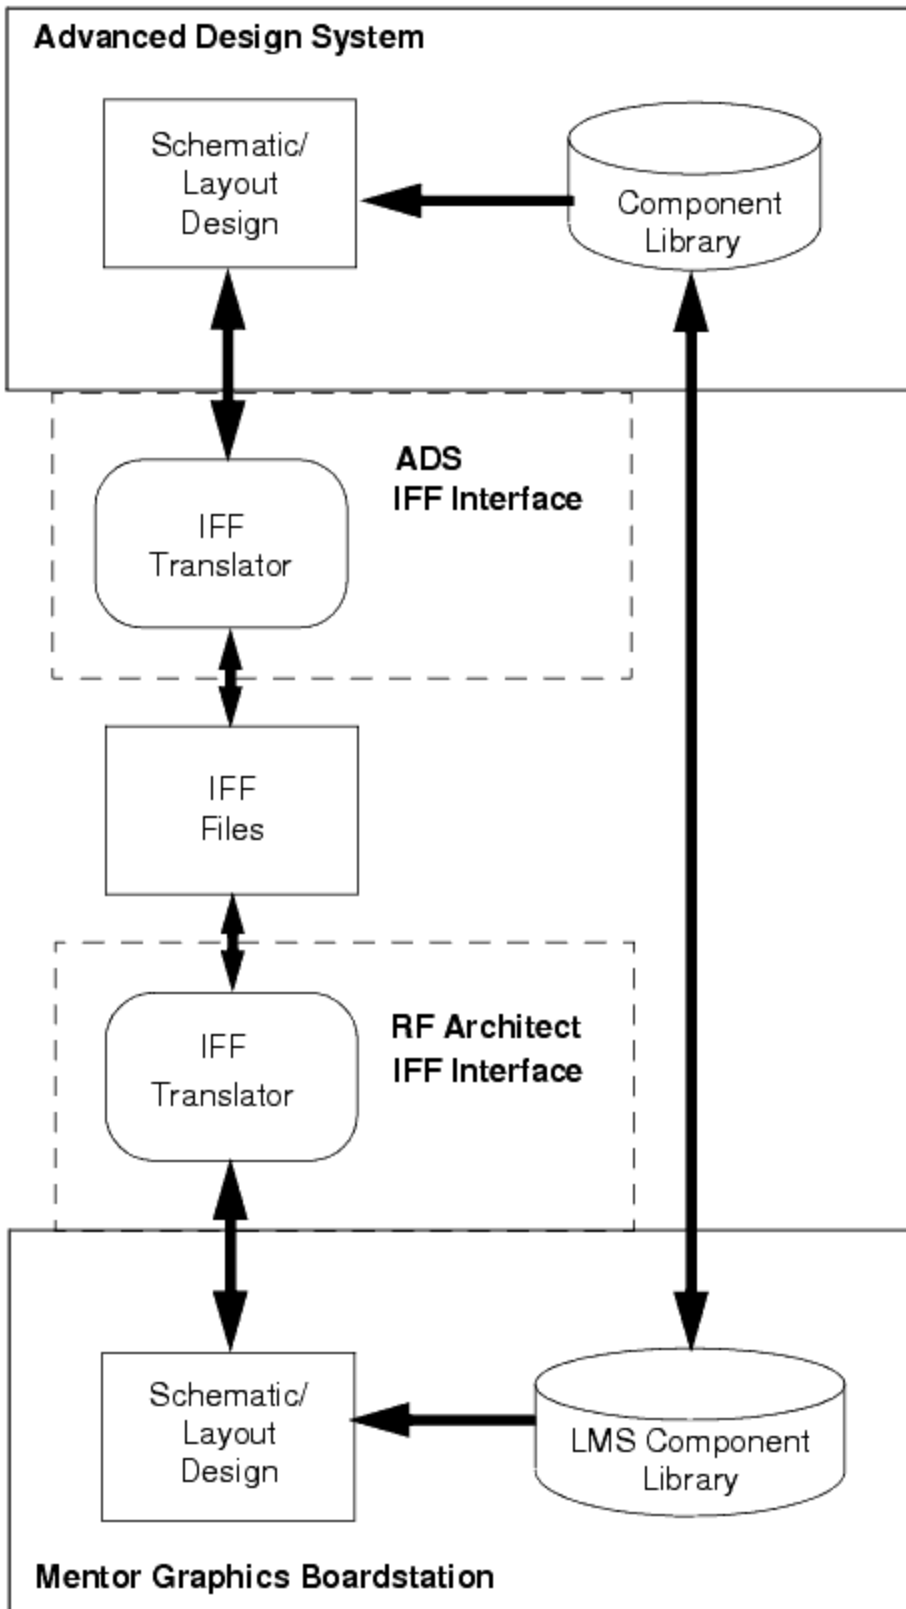 Advanced Design System
Schematic/
Layout
Design
Component
Library
ADS
IFF Interface
IFF
Translator
IFF
Files
RF Architect
IFF Interface
IFF
Translator
Schematic/
Layout
Design
LMS Component
Library
Mentor Graphics Boardstation